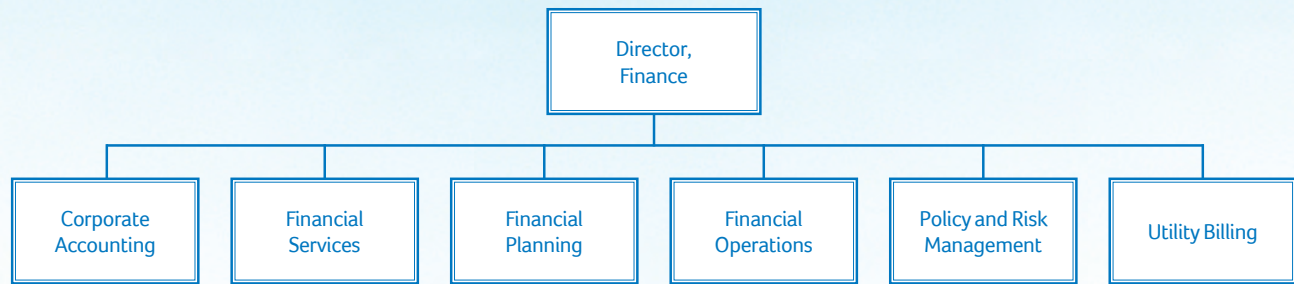 Director,
Finance
Corporate
Accounting
Financial
Services
Financial
Planning
Financial
Operations
Policy and Risk
Management
Utility Billing